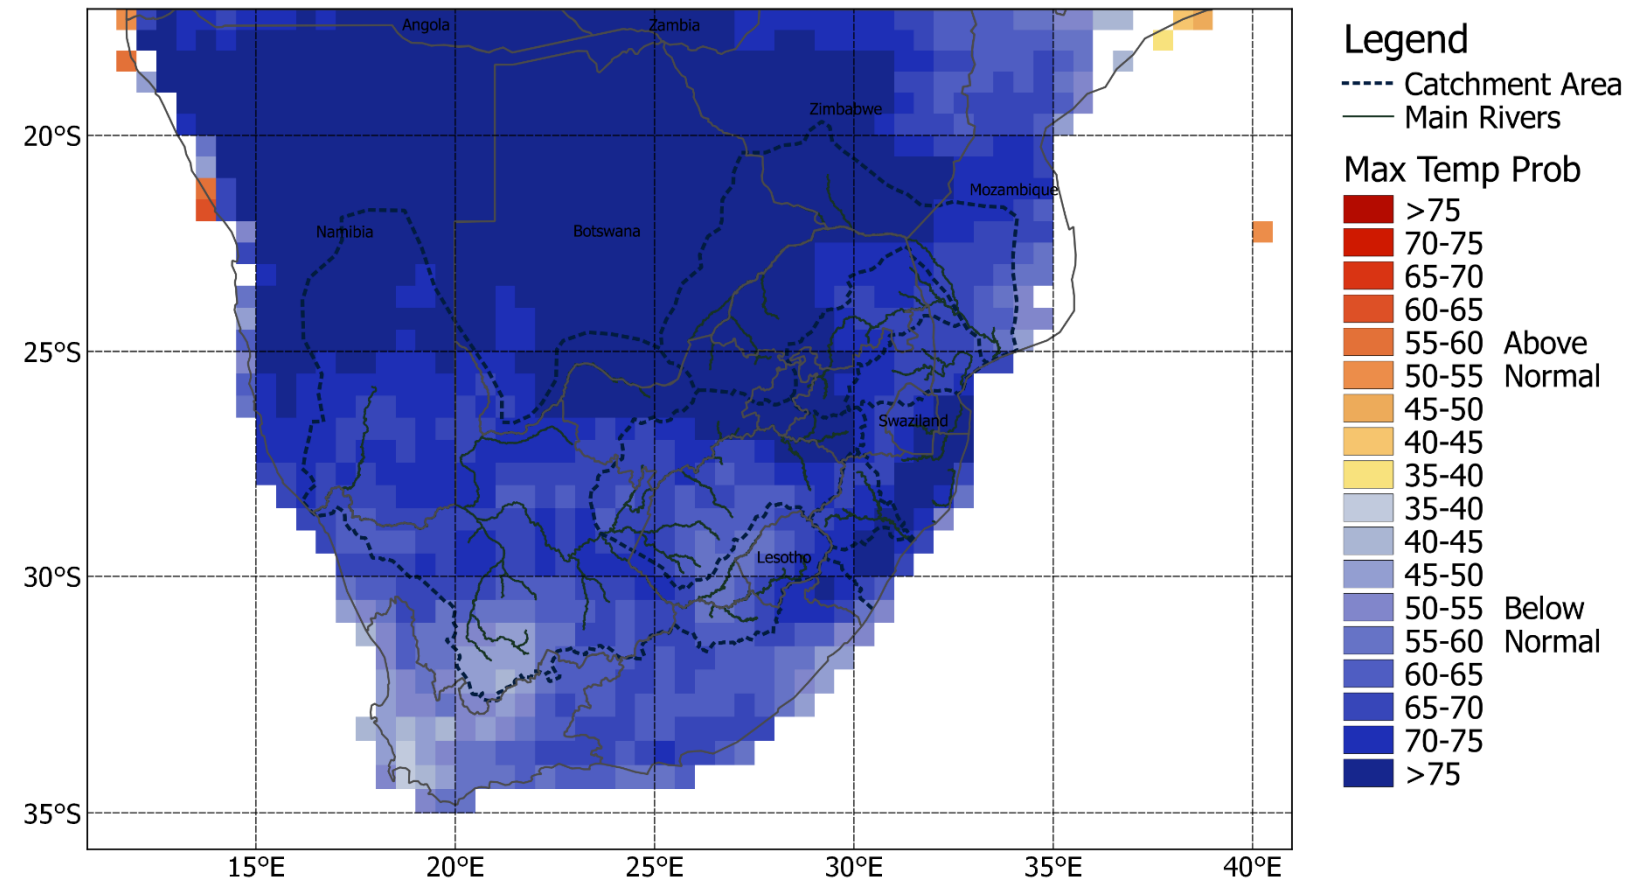 Angola
Zambia
Zimbabwe
Mozambique
Namibia
Botswana
Swaziland
Lesotho
20°S
25°S
30°S
35°S
15°E
20°E
25°E
30°E
35°E
40°E
Legend
Catchment Area
Main Rivers
Max Temp Prob
>75
70-75
65-70
60-65
55-60 Above
50-55 Normal
45-50
40-45
35-40
35-40
40-45
45-50
50-55 Below
55-60 Normal
60-65
65-70
70-75
>75